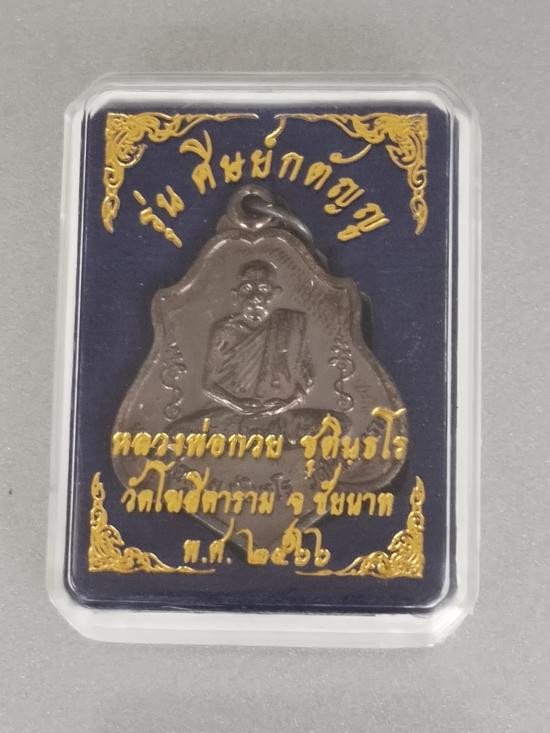 รุ่น ศิษย์กตัญญู
หลวงพ่อกวย ชุตินฺธโร
วัดโฆสิตาราม จ.ชัยนาท
พ.ศ. ๒๕๖๖